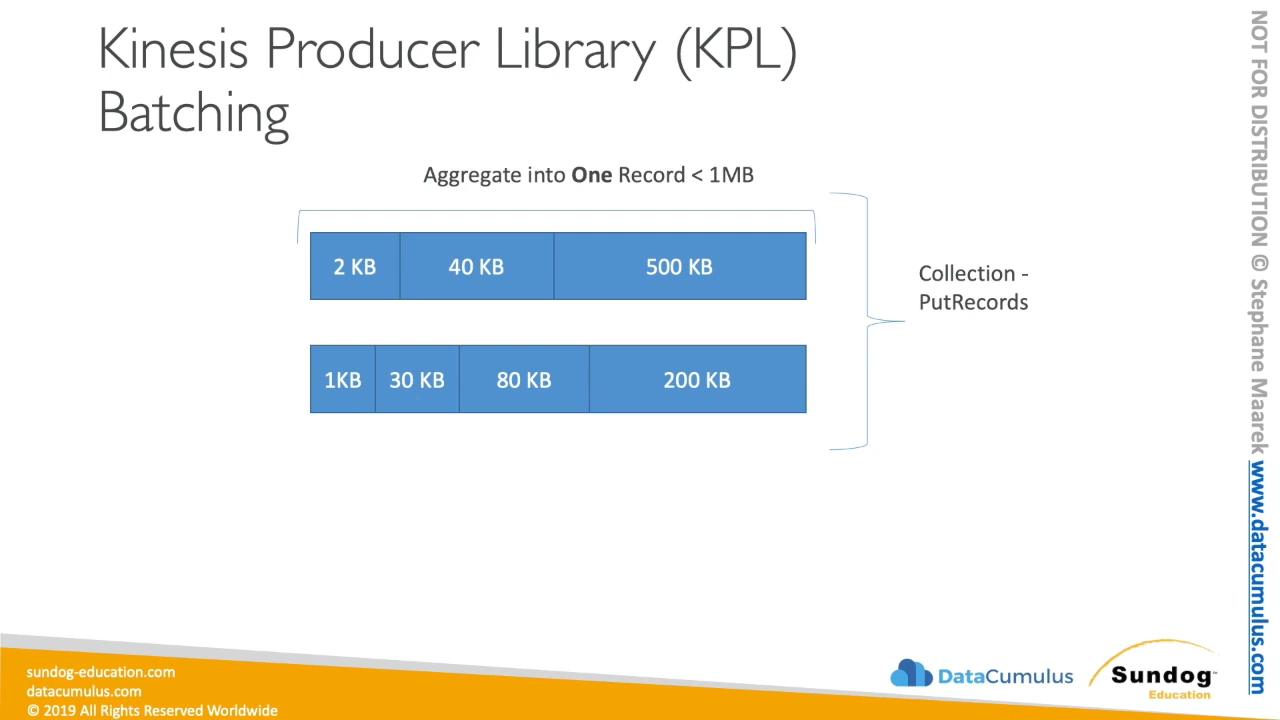 Kinesis Producer Library (KPL)
Batching
Aggregate into One Record < 1MB
2 KB
40 KB
500 KB
1KB
30 KB
80 KB
200 KB
Collection -
PutRecords
sundog-education.com
datacumulus.com
© 2019 All Rights Reserved Worldwide
DataCumulus
Sundog™
Education
NOT FOR DISTRIBUTION © Stephane Maarek www.datacumulus.com